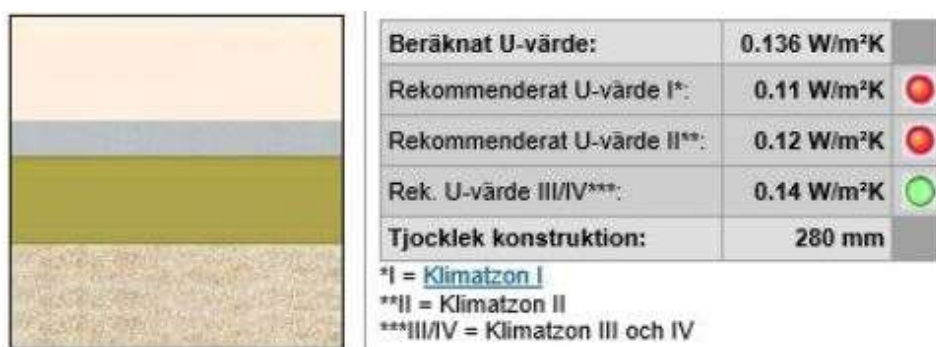 Beräknat U-värde: 0.136 W/m²K
Rekommenderat U-värde I*: 0.11 W/m²K
Rekommenderat U-värde II**: 0.12 W/m²K
Rek. U-värde III/IV***: 0.14 W/m²K
Tjocklek konstruktion: 280 mm
*I = Klimatzon I
**II = Klimatzon II
***III/IV = Klimatzon III och IV